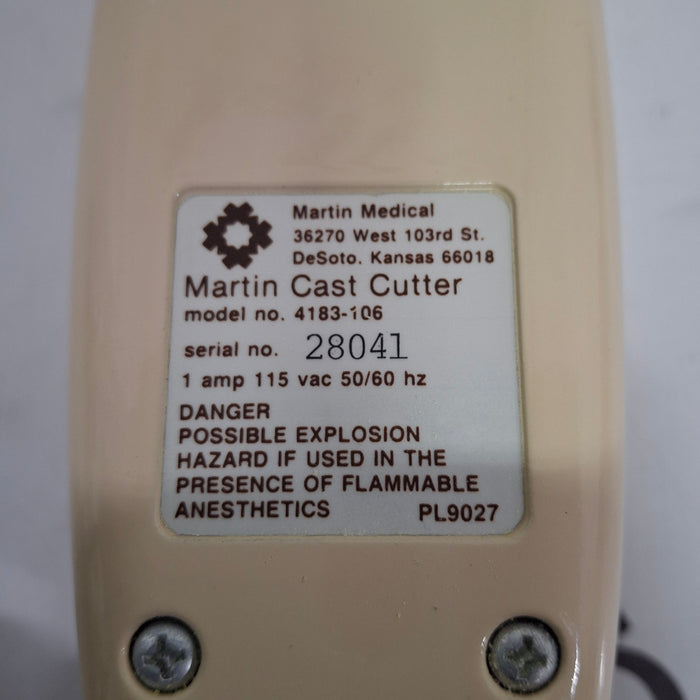 Martin Medical
36270 West 103rd St.
DeSoto, Kansas 66018
Martin Cast Cutter
model no. 4183-106
serial no. 28041
1 amp 115 vac 50/60 hz
DANGER
POSSIBLE EXPLOSION
HAZARD IF USED IN THE
PRESENCE OF FLAMMABLE
ANESTHETICS PL9027